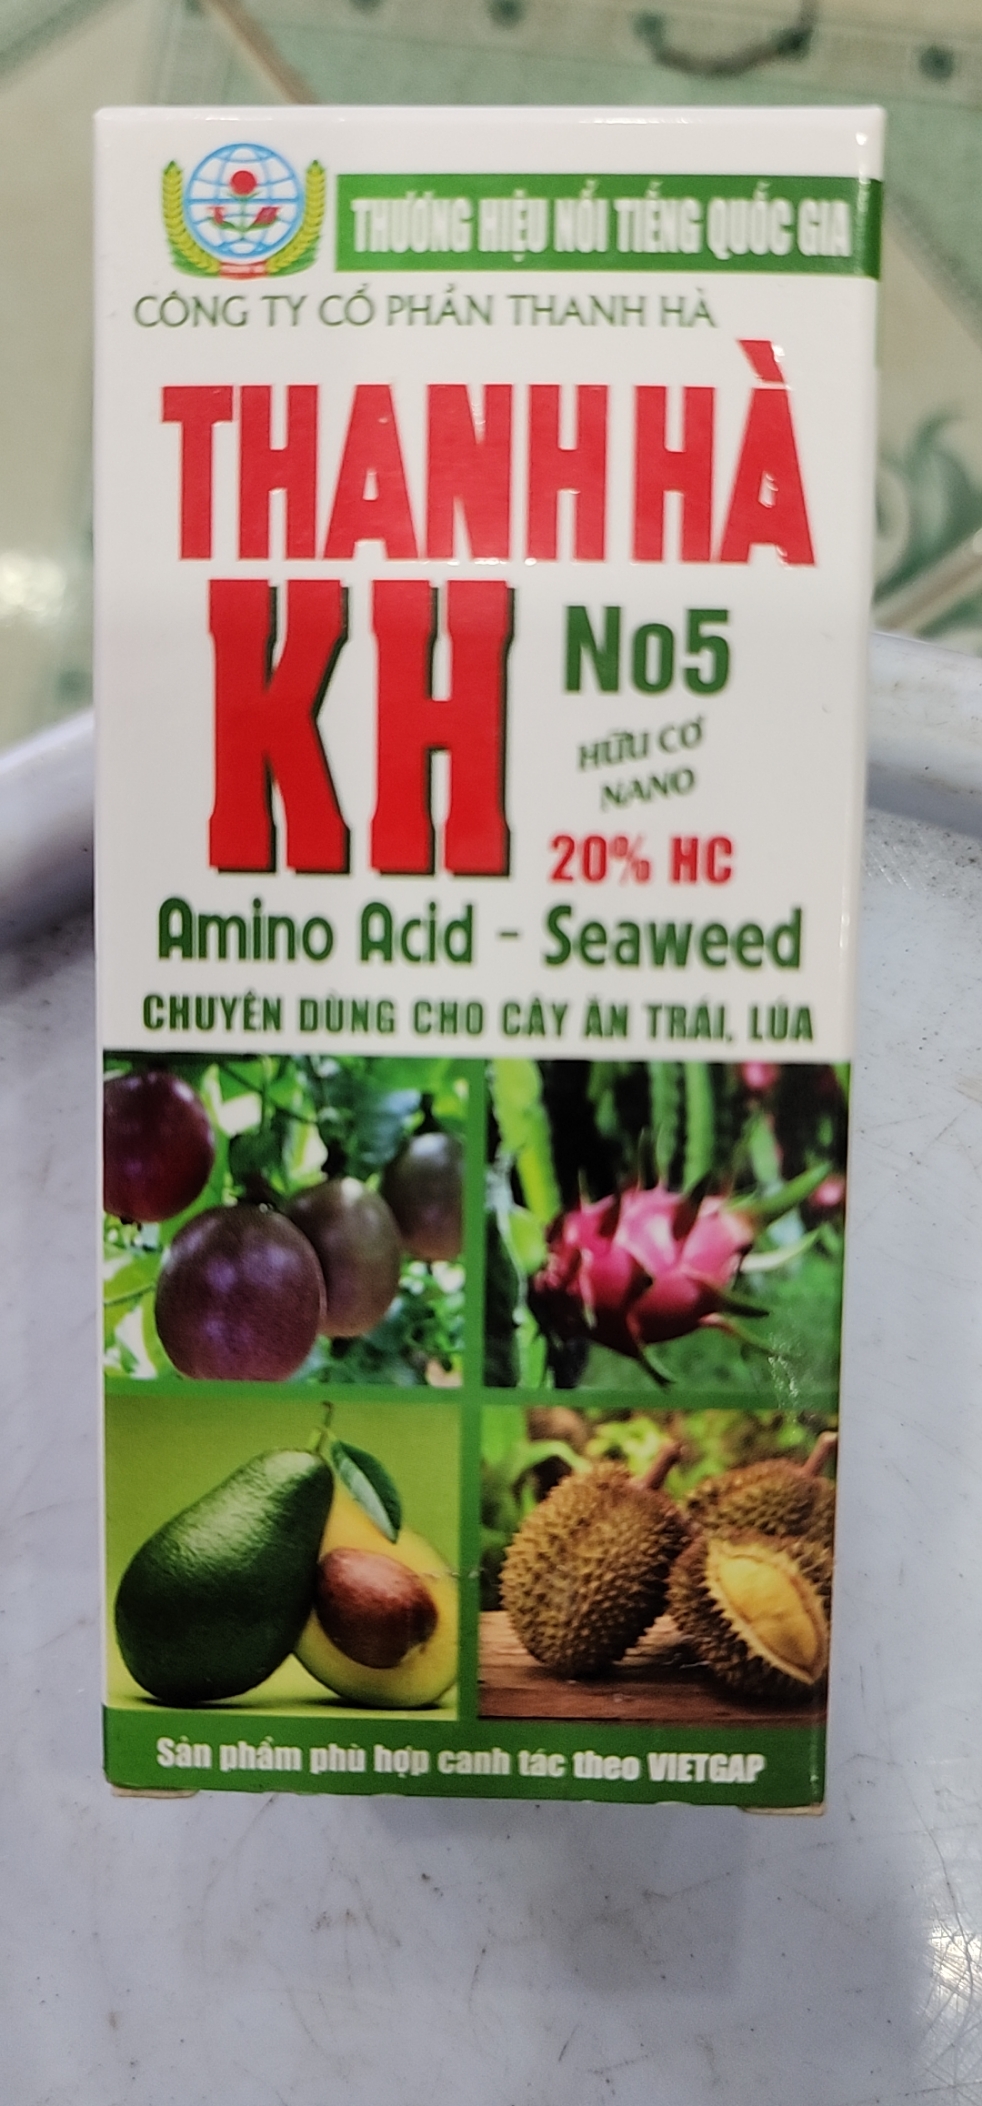 THƯƠNG HIỆU NỔI TIẾNG QUỐC GIA
CÔNG TY CỔ PHẦN THANH HÀ
THANH HÀ
KH
No5
HỮU CƠ
NANO
20% HC
Amino Acid - Seaweed
CHUYÊN DÙNG CHO CÂY ĂN TRÁI, LÚA
Sản phẩm phù hợp canh tác theo VIETGAP